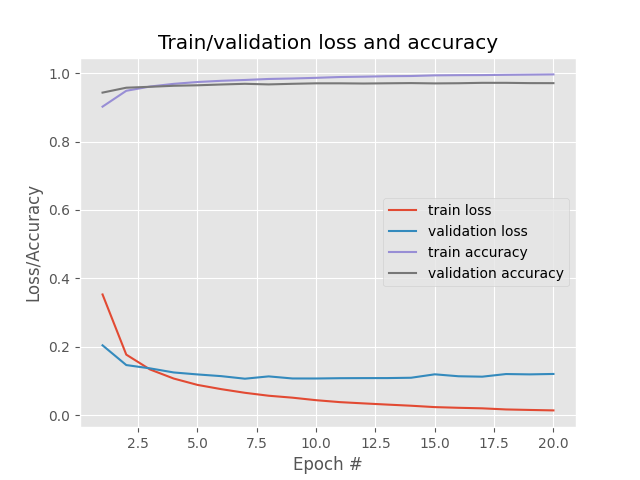 Train/validation loss and accuracy
Loss/Accuracy
1.0
0.8
0.6
0.4
0.2
0.0
train loss
validation loss
train accuracy
validation accuracy
2.5 5.0 7.5 10.0 12.5 15.0 17.5 20.0
Epoch #